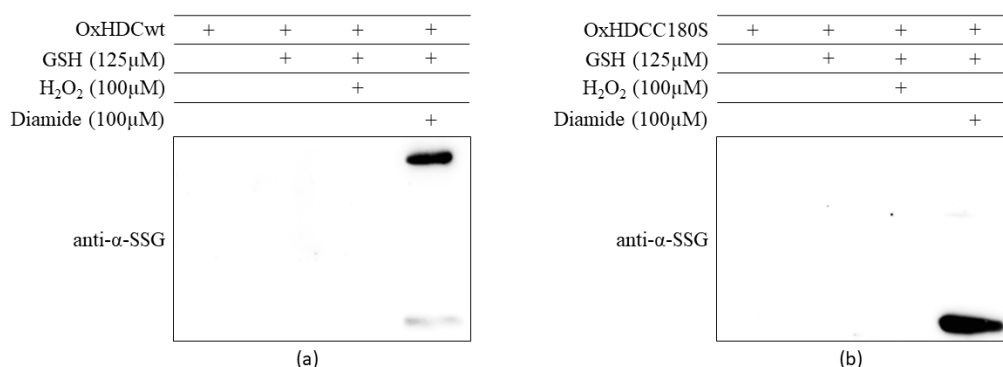 OxHDCwt + + + +
GSH (125μM) + + +
H₂O₂ (100μM) +
Diamide (100μM) +
anti-α-SSG
(a)
OxHDCC180S + + + +
GSH (125μM) + + +
H₂O₂ (100μM) +
Diamide (100μM) +
anti-α-SSG
(b)